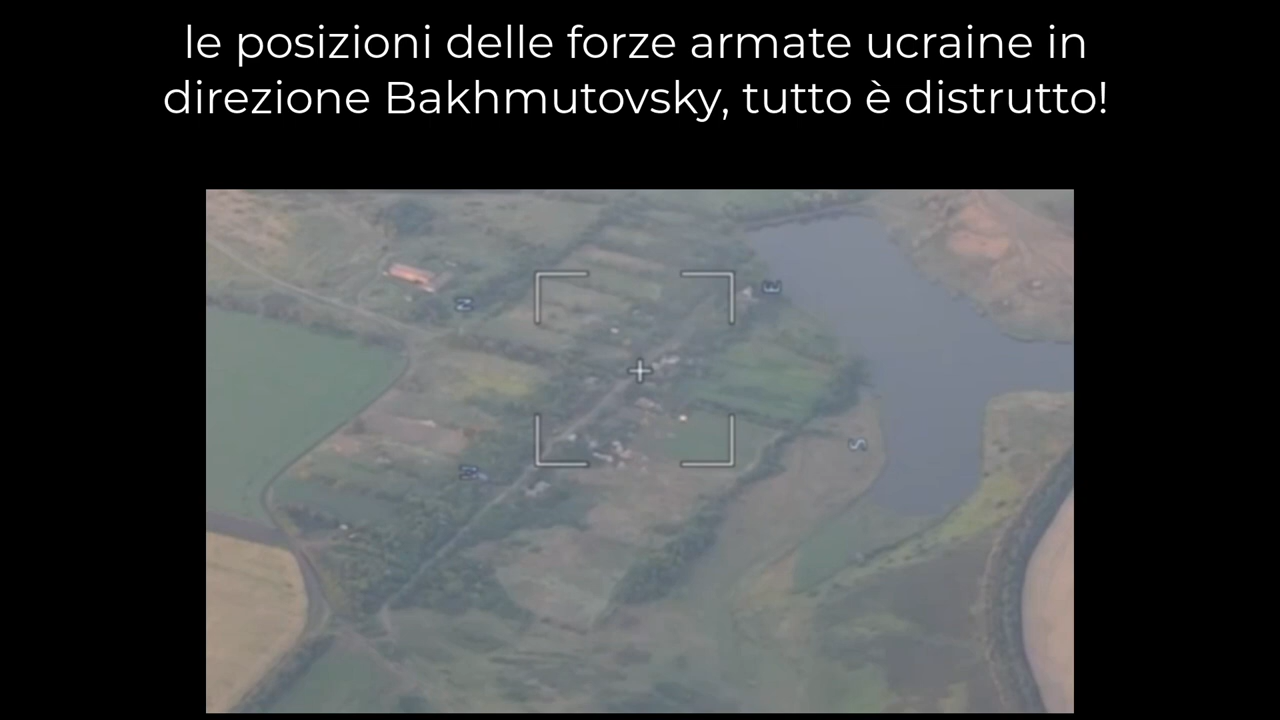 le posizioni delle forze armate ucraine in
direzione Bakhmutovsky, tutto è distrutto!